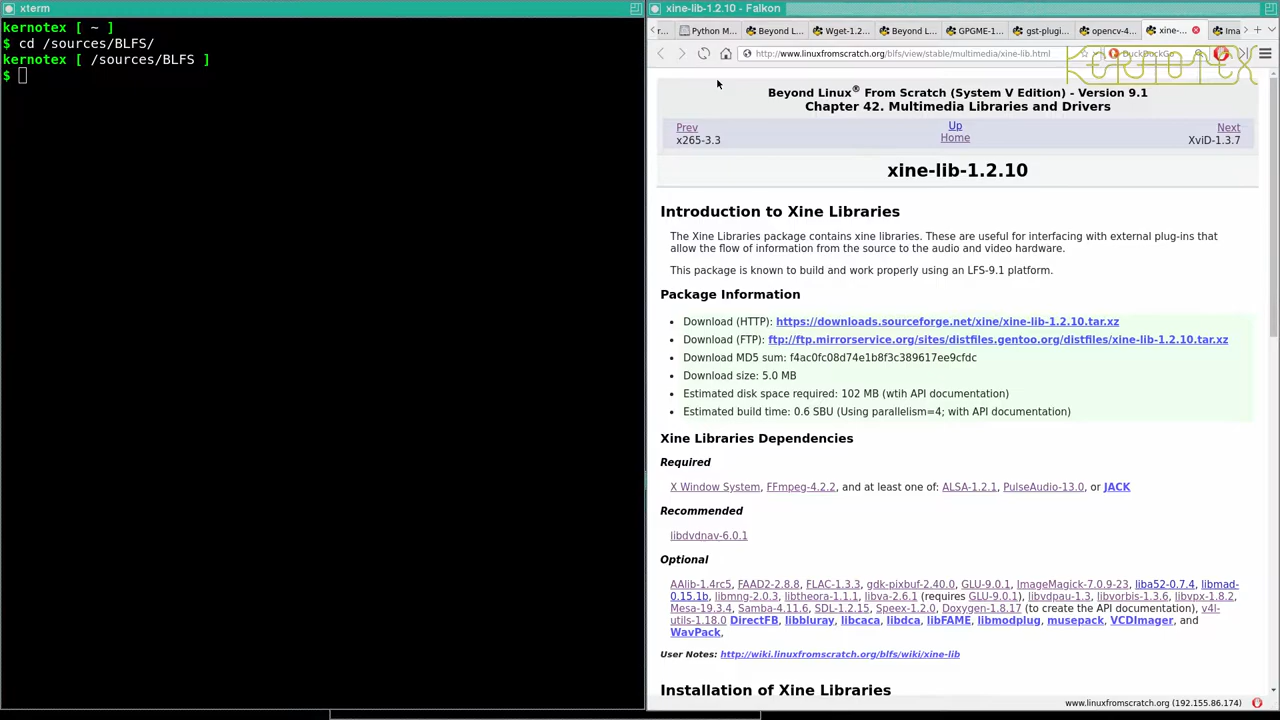 xterm
kernotex [ ~ ]
$ cd /sources/BLFS/
kernotex [ /sources/BLFS ]
$
xine-lib-1.2.10 - Falkon
r...
Python M...
Beyond L...
Wget-1.2...
Beyond L...
GPGME-1...
gst-plugi...
opencv-4...
xine-...
Ima
http://www.linuxfromscratch.org/blfs/view/stable/multimedia/xine-lib.html
DuckDuckGo
KERNOTEX
Beyond Linux® From Scratch (System V Edition) - Version 9.1
Chapter 42. Multimedia Libraries and Drivers
Prev
x265-3.3
Up
Home
Next
XviD-1.3.7
xine-lib-1.2.10
Introduction to Xine Libraries
The Xine Libraries package contains xine libraries. These are useful for interfacing with external plug-ins that
allow the flow of information from the source to the audio and video hardware.
This package is known to build and work properly using an LFS-9.1 platform.
Package Information
• Download (HTTP): https://downloads.sourceforge.net/xine/xine-lib-1.2.10.tar.xz
• Download (FTP): ftp://ftp.mirrorservice.org/sites/distfiles.gentoo.org/distfiles/xine-lib-1.2.10.tar.xz
• Download MD5 sum: f4ac0fc08d74e1b8f3c389617ee9cfdc
• Download size: 5.0 MB
• Estimated disk space required: 102 MB (wtih API documentation)
• Estimated build time: 0.6 SBU (Using parallelism=4; with API documentation)
Xine Libraries Dependencies
Required
X Window System, FFmpeg-4.2.2, and at least one of: ALSA-1.2.1, PulseAudio-13.0, or JACK
Recommended
libdvdnav-6.0.1
Optional
AAlib-1.4rc5, FAAD2-2.8.8, FLAC-1.3.3, gdk-pixbuf-2.40.0, GLU-9.0.1, ImageMagick-7.0.9-23, liba52-0.7.4, libmad-
0.15.1b, libmng-2.0.3, libtheora-1.1.1, libva-2.6.1 (requires GLU-9.0.1), libvdpau-1.3, libvorbis-1.3.6, libvpx-1.8.2,
Mesa-19.3.4, Samba-4.11.6, SDL-1.2.15, Speex-1.2.0, Doxygen-1.8.17 (to create the API documentation), v4l-
utils-1.18.0 DirectFB, libbluray, libcaca, libdca, libFAME, libmodplug, musepack, VCDImager, and
WavPack,
User Notes: http://wiki.linuxfromscratch.org/blfs/wiki/xine-lib
Installation of Xine Libraries
www.linuxfromscratch.org (192.155.86.174)